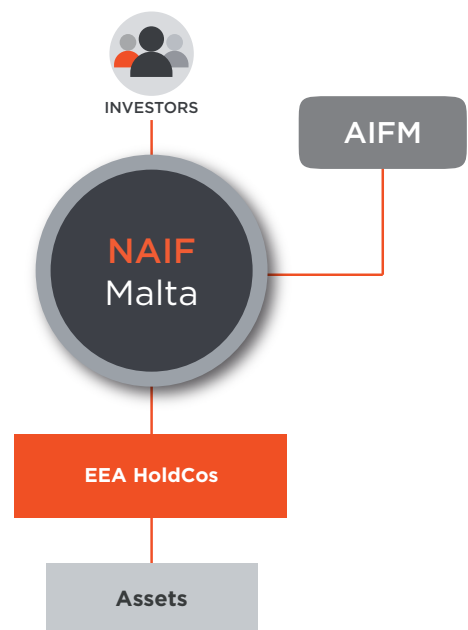 INVESTORS
AIFM
NAIF
Malta
EEA HoldCos
Assets